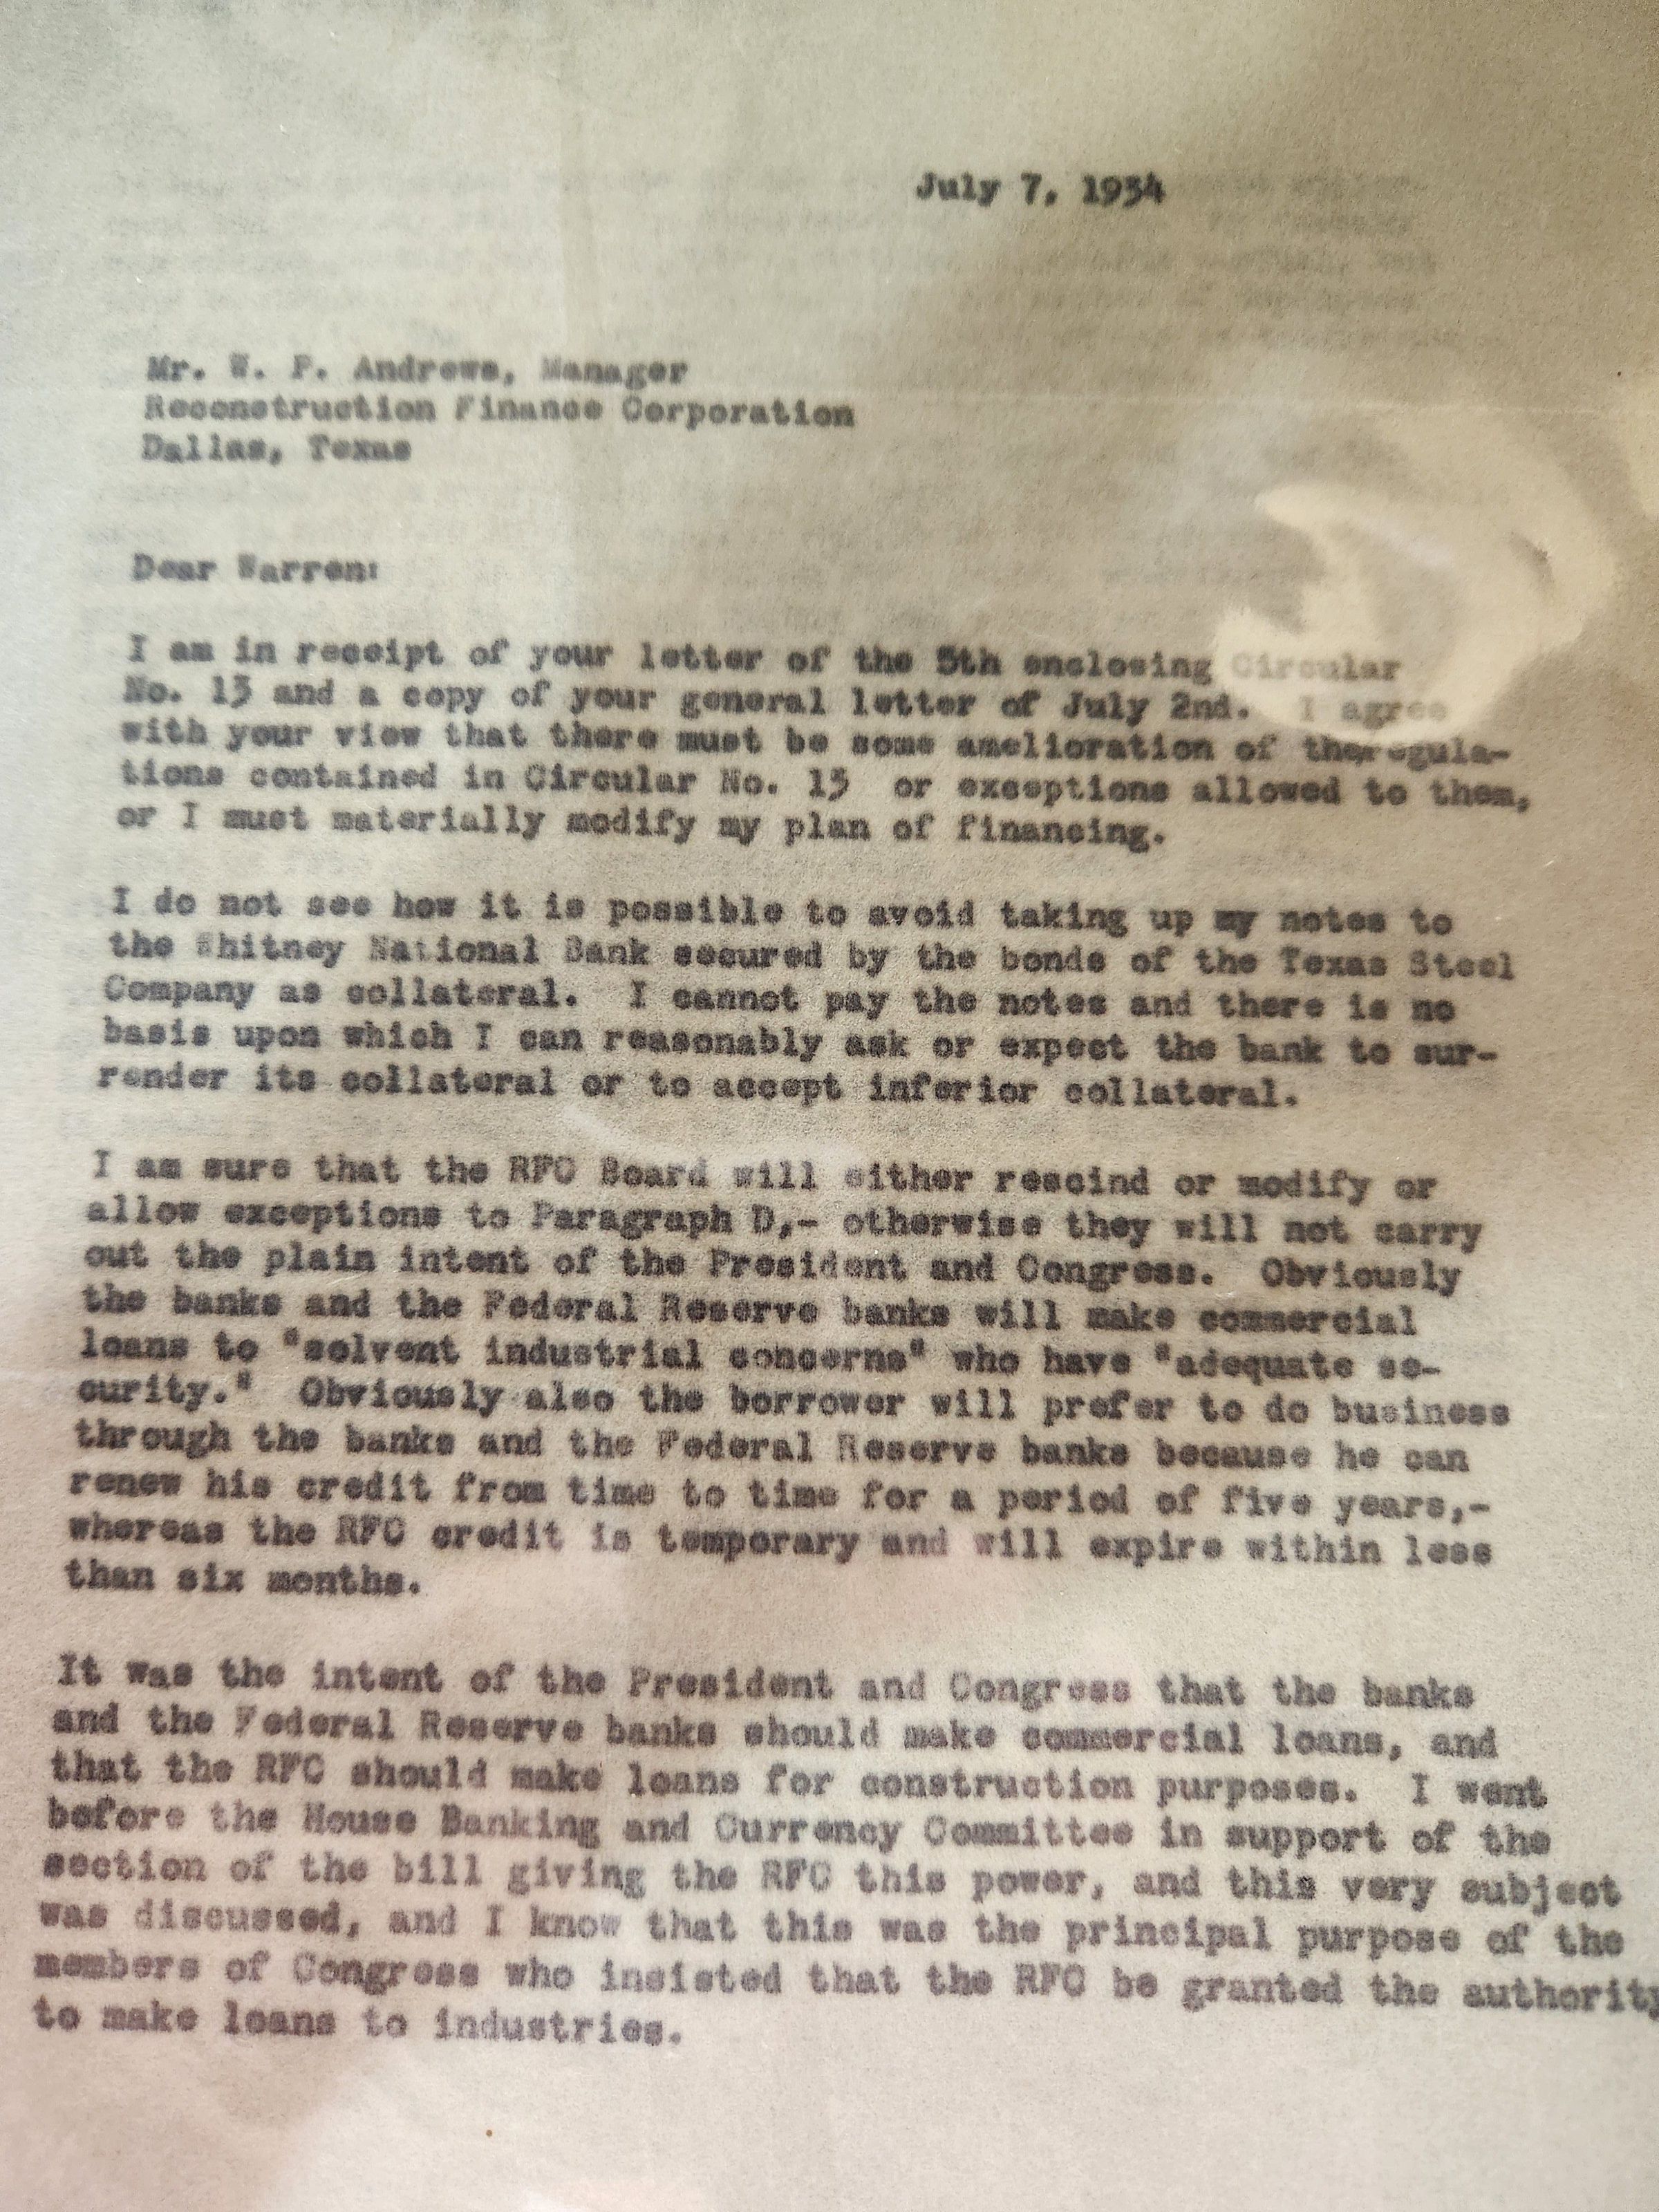 July 7, 1934
Mr. W. P. Andrews, Manager
Reconstruction Finance Corporation
Dallas, Texas
Dear Warren:
I am in receipt of your letter of the 5th enclosing Circular
No. 13 and a copy of your general letter of July 2nd. I agree
with your view that there must be some amelioration of the regula-
tions contained in Circular No. 13 or exceptions allowed to them,
or I must materially modify my plan of financing.
I do not see how it is possible to avoid taking up my notes to
the Whitney National Bank secured by the bonds of the Texas Steel
Company as collateral. I cannot pay the notes and there is no
basis upon which I can reasonably ask or expect the bank to sur-
render its collateral or to accept inferior collateral.
I am sure that the RFC Board will either rescind or modify or
allow exceptions to Paragraph D,- otherwise they will not carry
out the plain intent of the President and Congress. Obviously
the banks and the Federal Reserve banks will make commercial
loans to "solvent industrial concerns" who have "adequate se-
curity." Obviously also the borrower will prefer to do business
through the banks and the Federal Reserve banks because he can
renew his credit from time to time for a period of five years,-
whereas the RFC credit is temporary and will expire within less
than six months.
It was the intent of the President and Congress that the banks
and the Federal Reserve banks should make commercial loans, and
that the RFC should make loans for construction purposes. I went
before the House Banking and Currency Committee in support of the
section of the bill giving the RFC this power, and this very subject
was discussed, and I know that this was the principal purpose of the
members of Congress who insisted that the RFC be granted the authority
to make loans to industries.